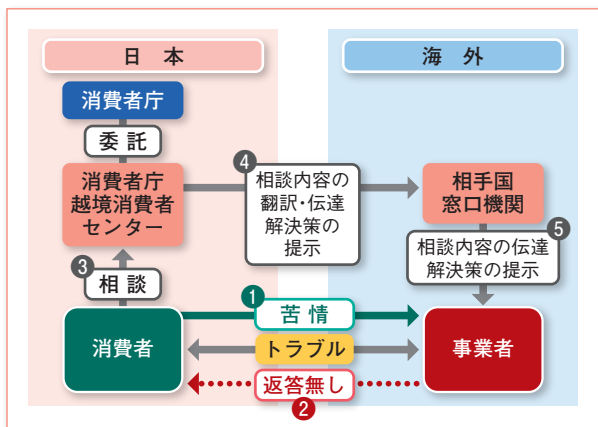 日 本
海 外
消費者庁
委 託
消費者庁
越境消費者
センター
4
相談内容の
翻訳・伝達
解決策の
提示
相手国
窓口機関
5
相談内容の伝達
解決策の提示
3
相 談
1
苦 情
消費者
トラブル
事業者
返答無し
2